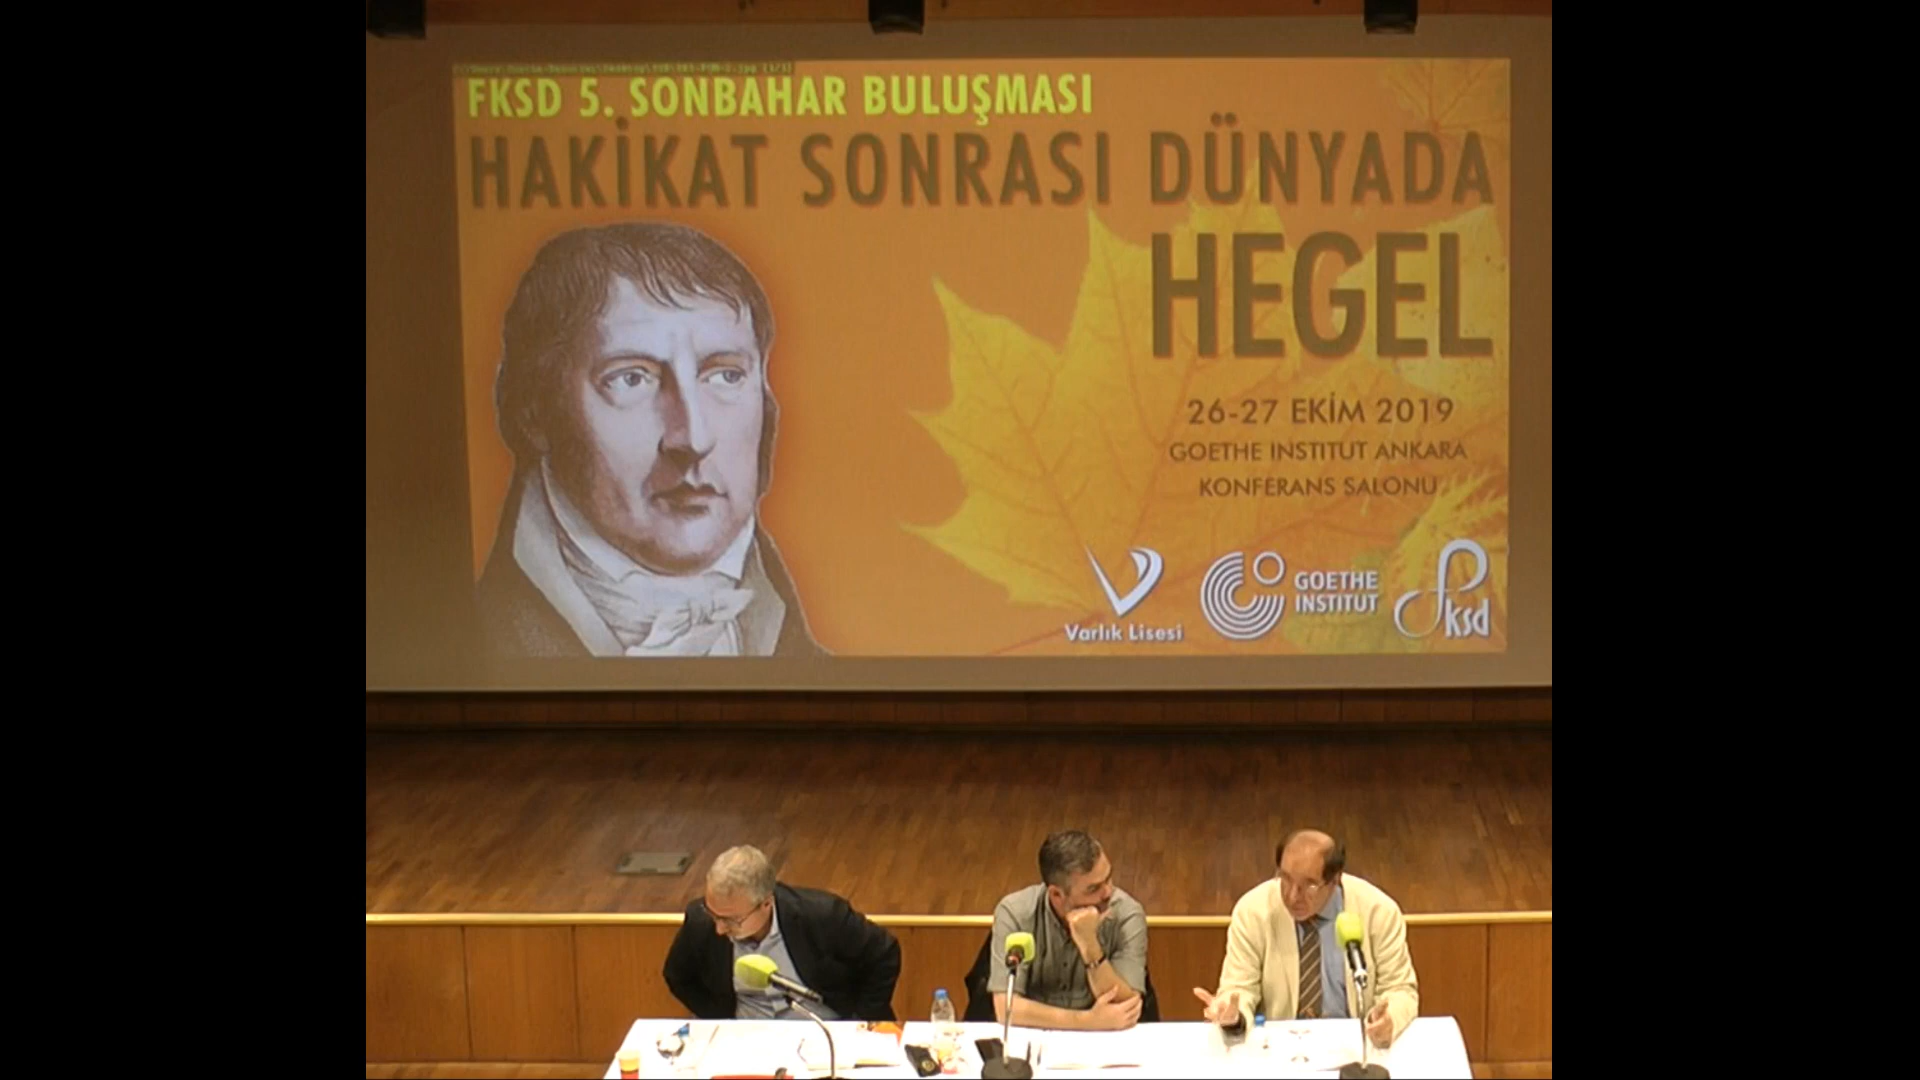 FKSD 5. SONBAHAR BULUŞMASI
HAKİKAT SONRASI DÜNYADA
HEGEL
26-27 EKİM 2019
GOETHE INSTITUT ANKARA
KONFERANS SALONU
Varlık Lisesi
GOETHE
INSTITUT
fksd